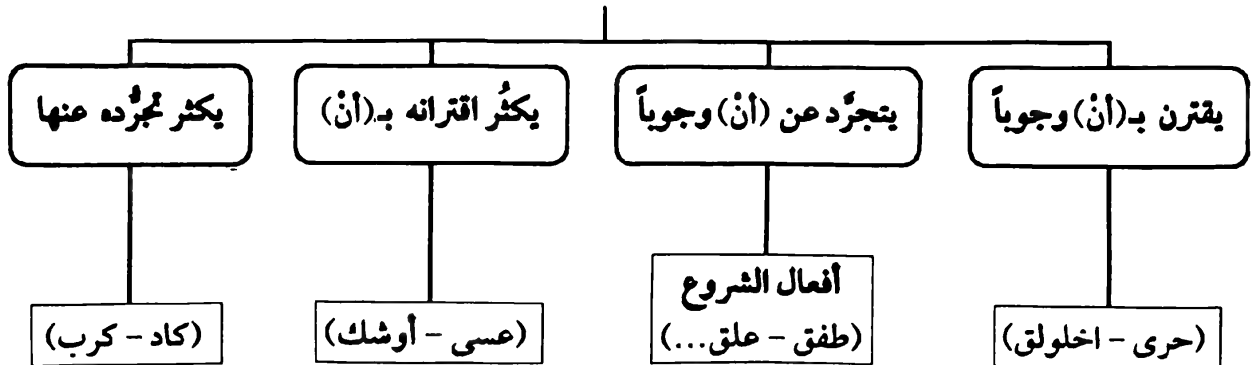 يقترن بـ(أنْ) وجوباً
يتجرَّد عن (أنْ) وجوباً
يكثُر اقترانه بـ(أنْ)
يكثر تجرُّده عنها
(حرى - اخلولق)
أفعال الشروع
(طفق - علق...)
(عسى - أوشك)
(كاد - كرب)